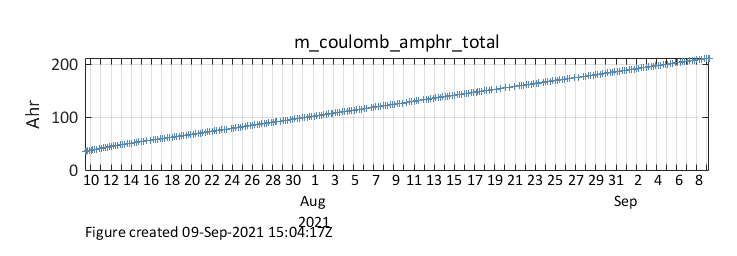 m_coulomb_amphr_total
Ahr
200
100
0
10 12 14 16 18 20 22 24 26 28 30 1 3 5 7 9 11 13 15 17 19 21 23 25 27 29 31 2 4 6 8
Aug Sep
2021
Figure created 09-Sep-2021 15:04:17Z